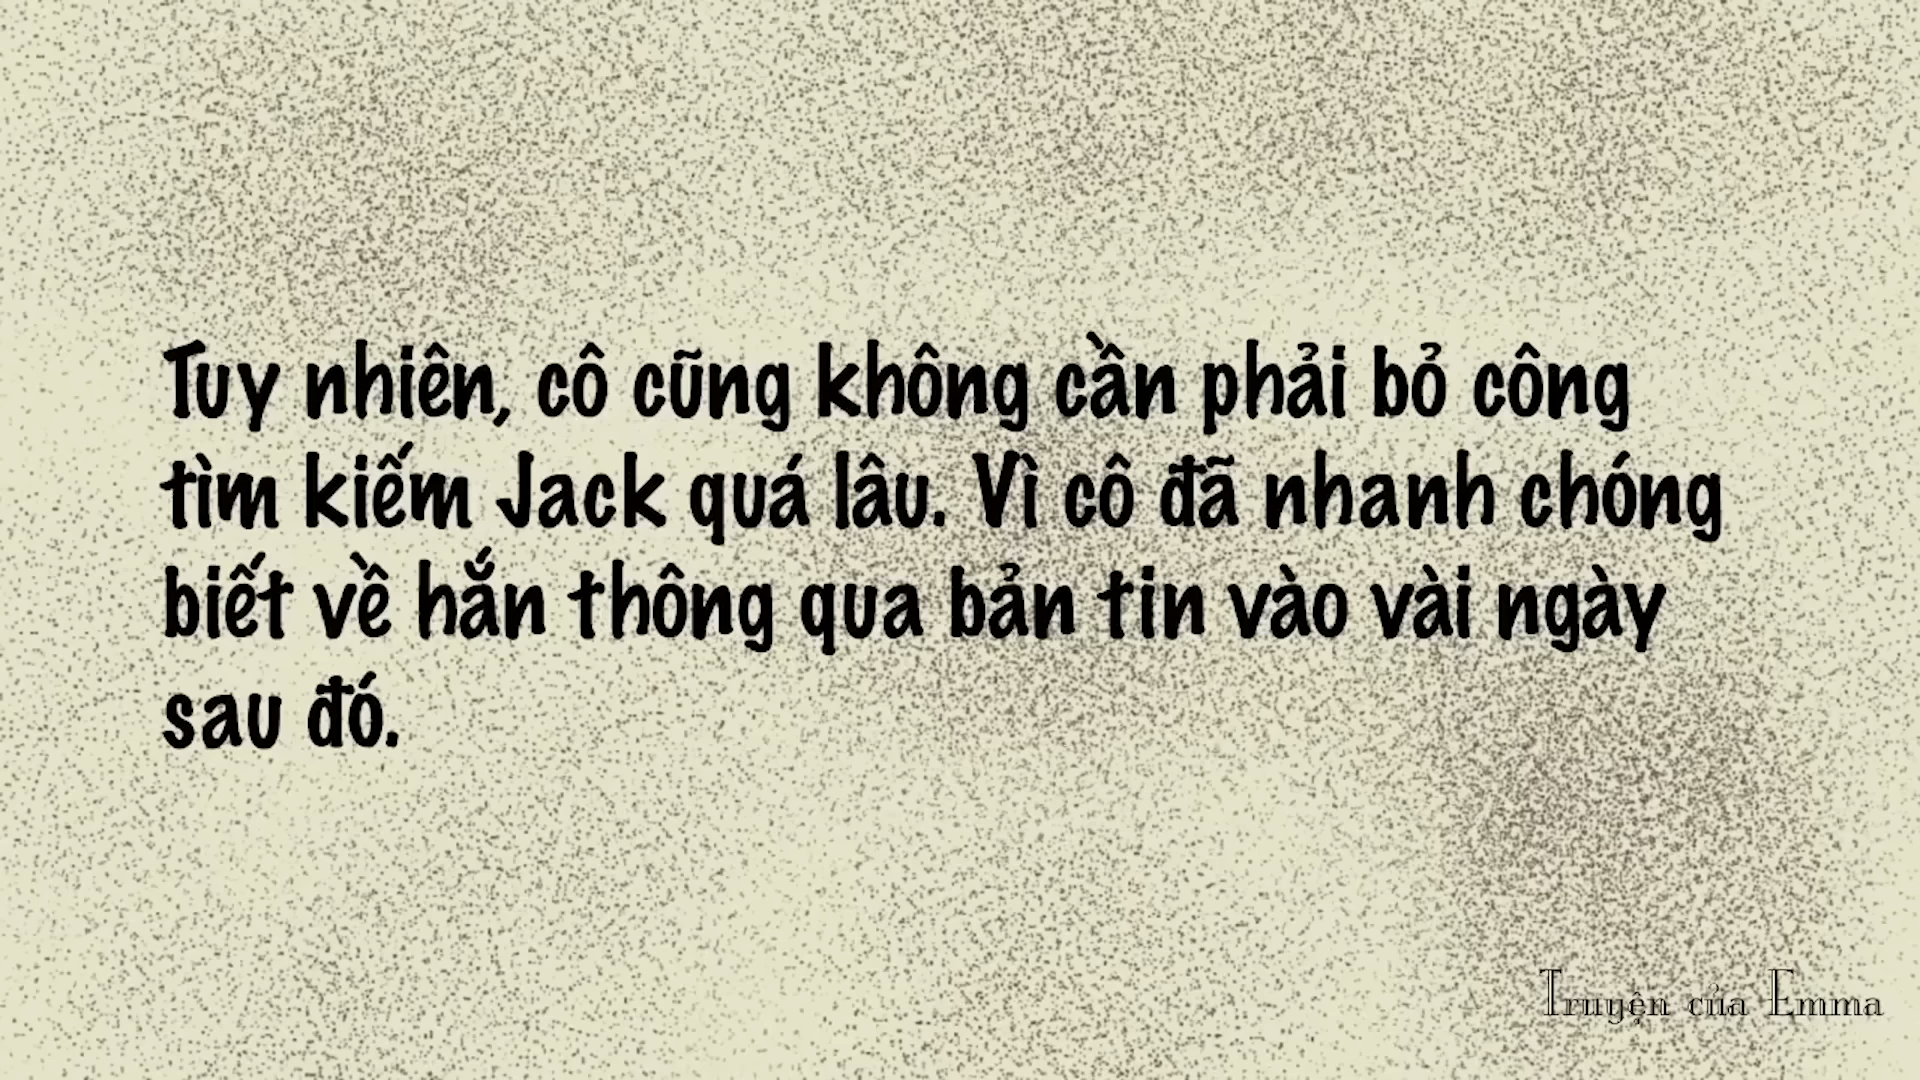 Tuy nhiên, cô cũng không cần phải bỏ công
tìm kiếm Jack quá lâu. Vì cô đã nhanh chóng
biết về hắn thông qua bản tin vào vài ngày
sau đó.
Truyện của Emma